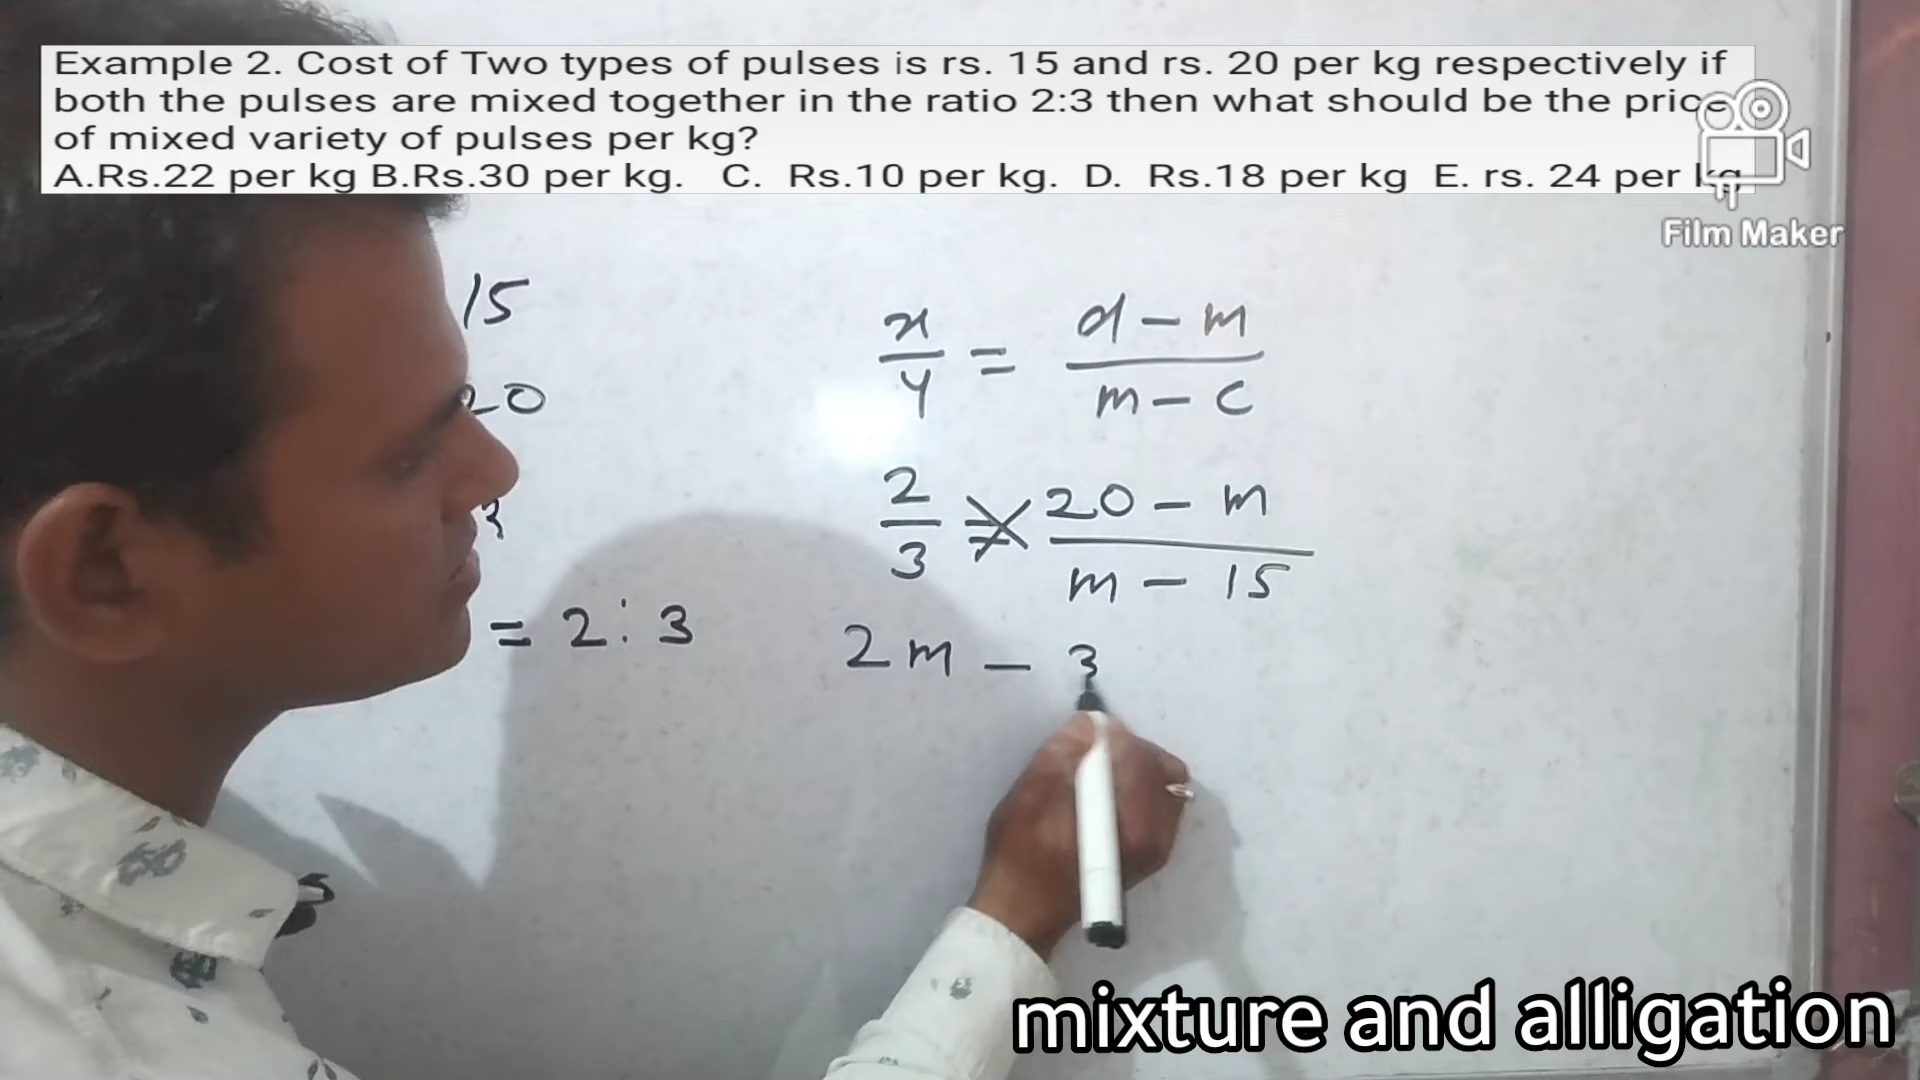 Example 2. Cost of Two types of pulses is rs. 15 and rs. 20 per kg respectively if
both the pulses are mixed together in the ratio 2:3 then what should be the price
of mixed variety of pulses per kg?
A.Rs.22 per kg B.Rs.30 per kg. C. Rs.10 per kg. D. Rs.18 per kg E. rs. 24 per kg
Film Maker
15
20
= 2:3
x/y = d-m/m-c
2/3 = 20-m/m-15
2m - 3
mixture and alligation